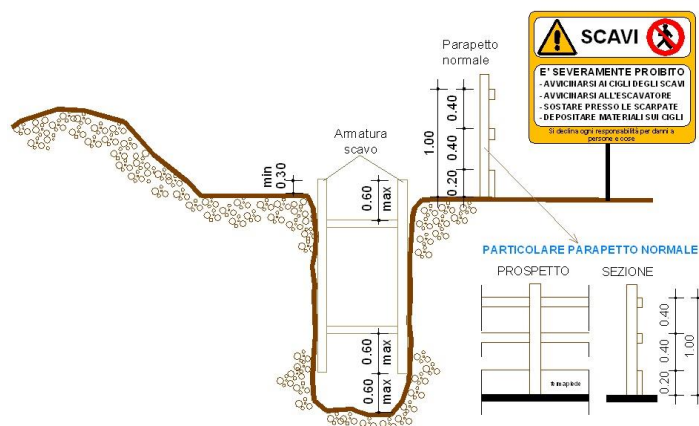 SCAVI
E' SEVERAMENTE PROIBITO
- AVVICINARSI AI CIGLI DEGLI SCAVI
- AVVICINARSI ALL'ESCAVATORE
- SOSTARE PRESSO LE SCARPATE
- DEPOSITARE MATERIALI SUI CIGLI
Si declina ogni responsabilità per danni a
persone e cose
Parapetto
normale
Armatura
scavo
min
0.30
0.60
max
1.00
0.40
0.40
0.20
0.60
max
0.60
max
PARTICOLARE PARAPETTO NORMALE
PROSPETTO
SEZIONE
0.40
0.40
0.20
1.00